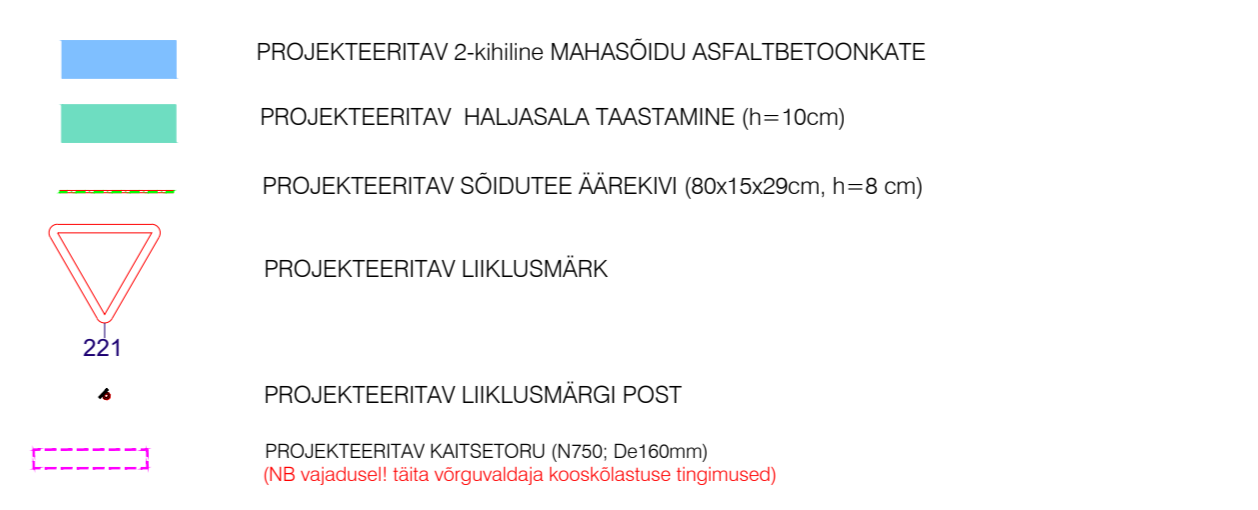 PROJEKTEERITAV 2-kihiline MAHASÕIDU ASFALTBETOONKATE
PROJEKTEERITAV HALJASALA TAASTAMINE (h=10cm)
PROJEKTEERITAV SÕIDUTEE ÄÄREKIVI (80x15x29cm, h=8 cm)
PROJEKTEERITAV LIIKLUSMÄRK
221
PROJEKTEERITAV LIIKLUSMÄRGI POST
PROJEKTEERITAV KAITSETORU (N750; De160mm)
(NB vajadusel! täita võrguvaldaja kooskõlastuse tingimused)